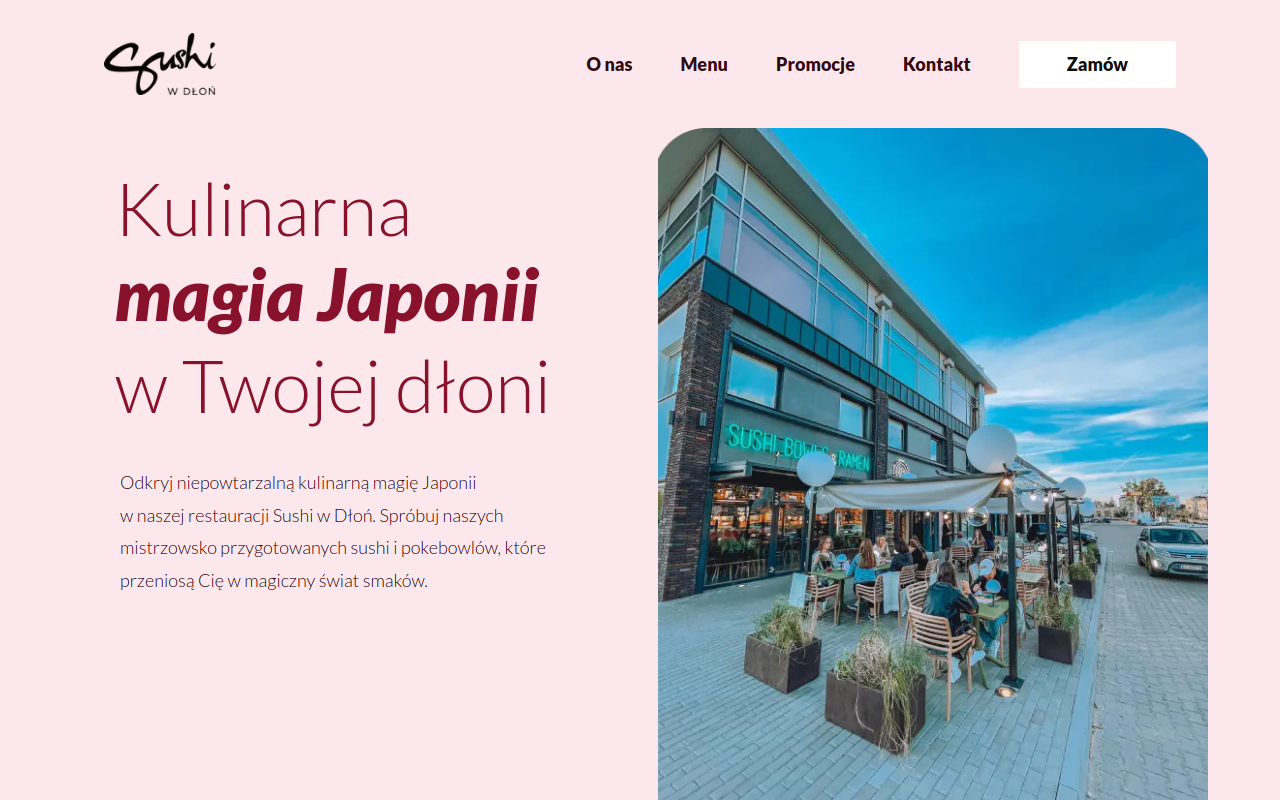 Sushi
W DŁOŃ
O nas
Menu
Promocje
Kontakt
Zamów
Kulinarna
magia Japonii
w Twojej dłoni
Odkryj niepowtarzalną kulinarną magię Japonii
w naszej restauracji Sushi w Dłoń. Spróbuj naszych
mistrzowsko przygotowanych sushi i pokebowlów, które
przeniosą Cię w magiczny świat smaków.
SUSHI, BOWLS & RAMEN